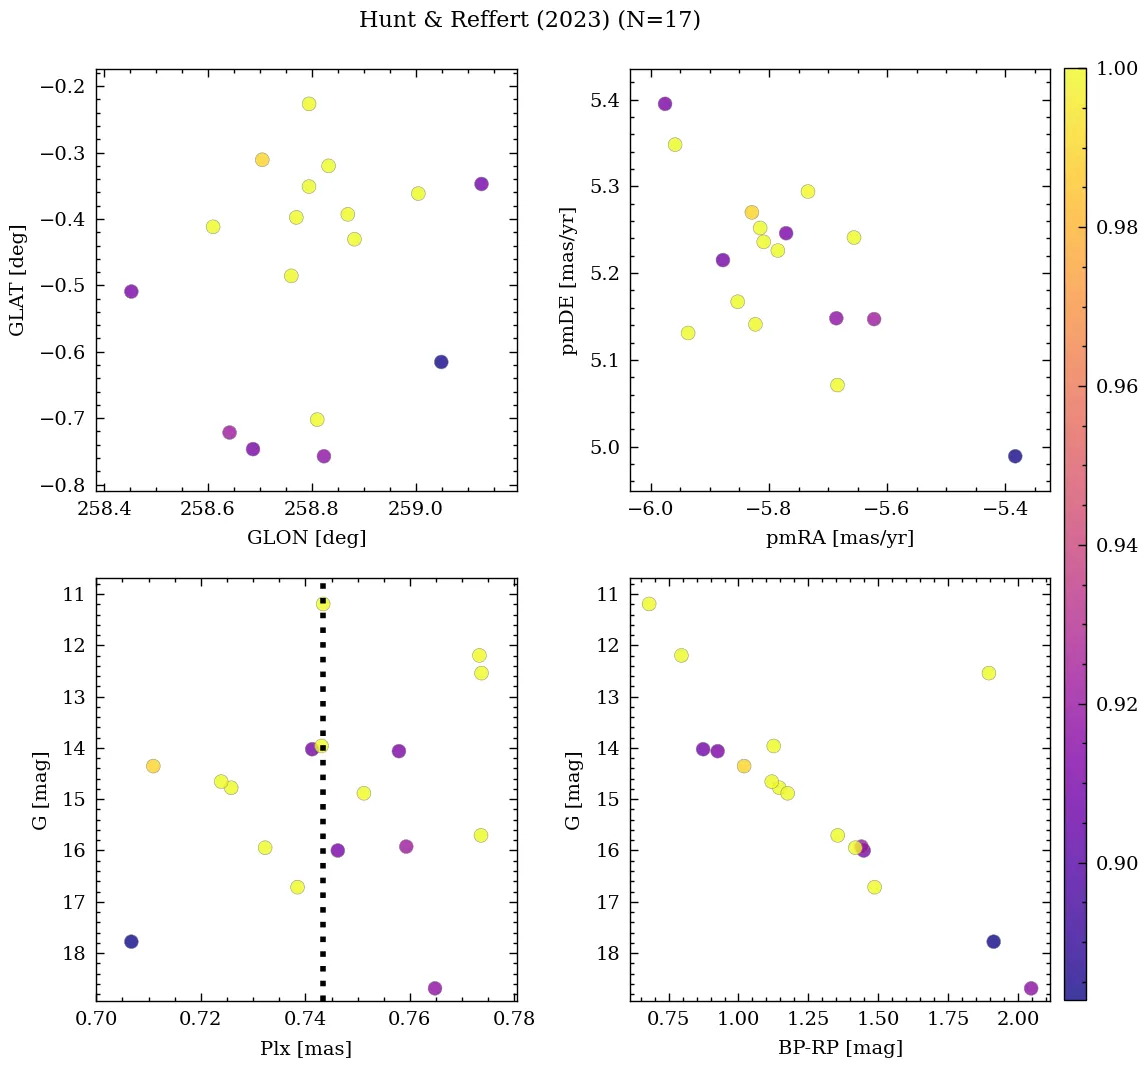 Hunt & Reffert (2023) (N=17)
−0.2
−0.3
−0.4
−0.5
−0.6
−0.7
−0.8
GLAT [deg]
258.4 258.6 258.8 259.0
GLON [deg]
5.4
5.3
5.2
5.1
5.0
pmDE [mas/yr]
−6.0 −5.8 −5.6 −5.4
pmRA [mas/yr]
11
12
13
14
15
16
17
18
G [mag]
0.70 0.72 0.74 0.76 0.78
Plx [mas]
11
12
13
14
15
16
17
18
G [mag]
0.75 1.00 1.25 1.50 1.75 2.00
BP-RP [mag]
1.00
0.98
0.96
0.94
0.92
0.90